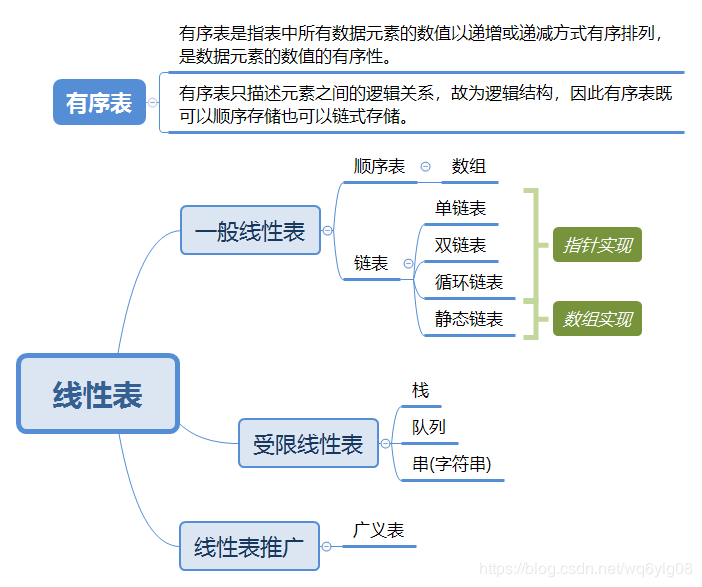 有序表是指表中所有数据元素的数值以递增或递减方式有序排列，
是数据元素的数值的有序性。
有序表
有序表只描述元素之间的逻辑关系，故为逻辑结构，因此有序表既
可以顺序存储也可以链式存储。
顺序表
数组
一般线性表
单链表
双链表
指针实现
链表
循环链表
静态链表
数组实现
线性表
栈
受限线性表
队列
串(字符串)
线性表推广
广义表
https://blog.csdn.net/wq6ylg08